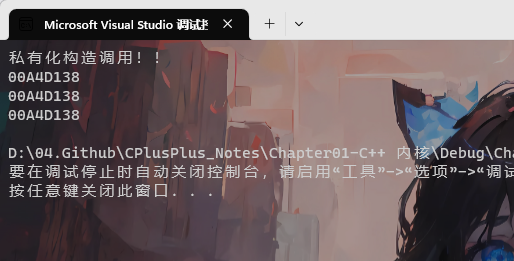 Microsoft Visual Studio 调试
私有化构造调用！！
00A4D138
00A4D138
00A4D138
D:\04.Github\CPlusPlus_Notes\Chapter01-C++ 内核\Debug\Cha
要在调试停止时自动关闭控制台，请启用“工具”->“选项”->“调试
按任意键关闭此窗口. . .